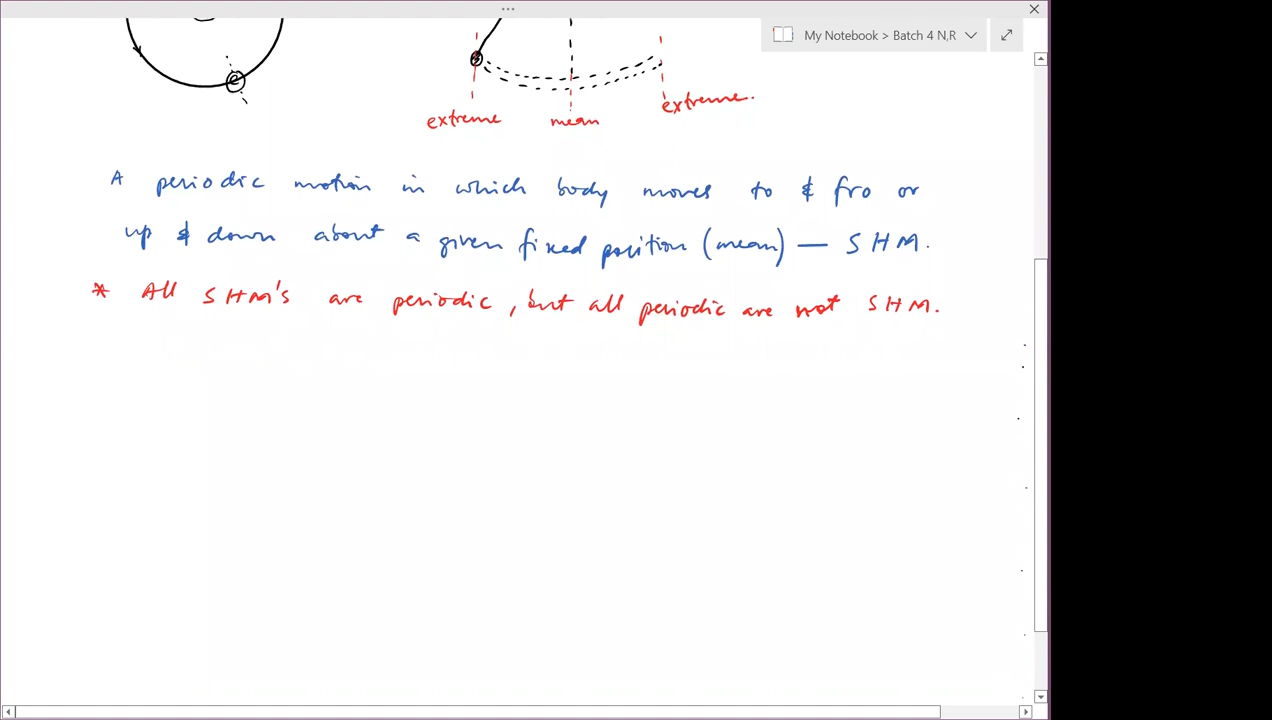 My Notebook > Batch 4 N,R
extreme mean extreme.
A periodic motion in which body moves to & fro or
up & down about a given fixed position (mean) — SHM.
* All SHM's are periodic, but all periodic are not SHM.